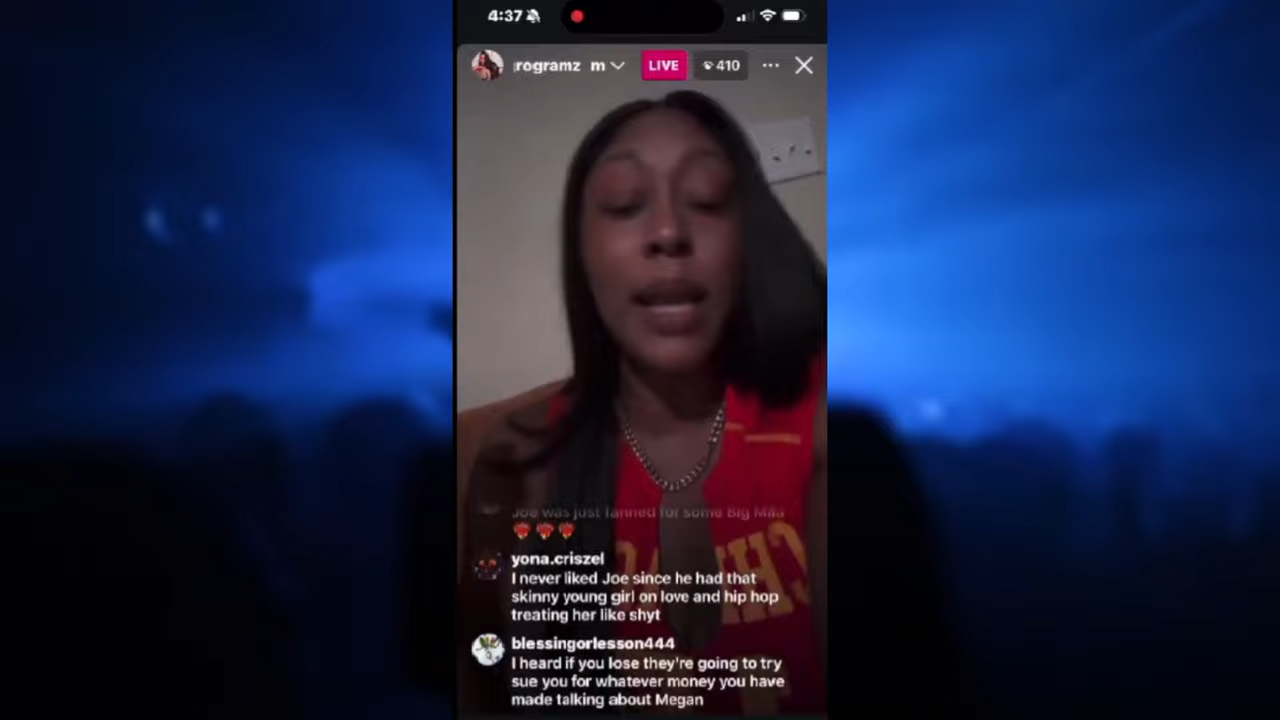 4:37
rogramz m
LIVE
410
Joe was just fanned for some Big Maa
yona.criszel
I never liked Joe since he had that
skinny young girl on love and hip hop
treating her like shyt
blessingorlesson444
I heard if you lose they're going to try
sue you for whatever money you have
made talking about Megan